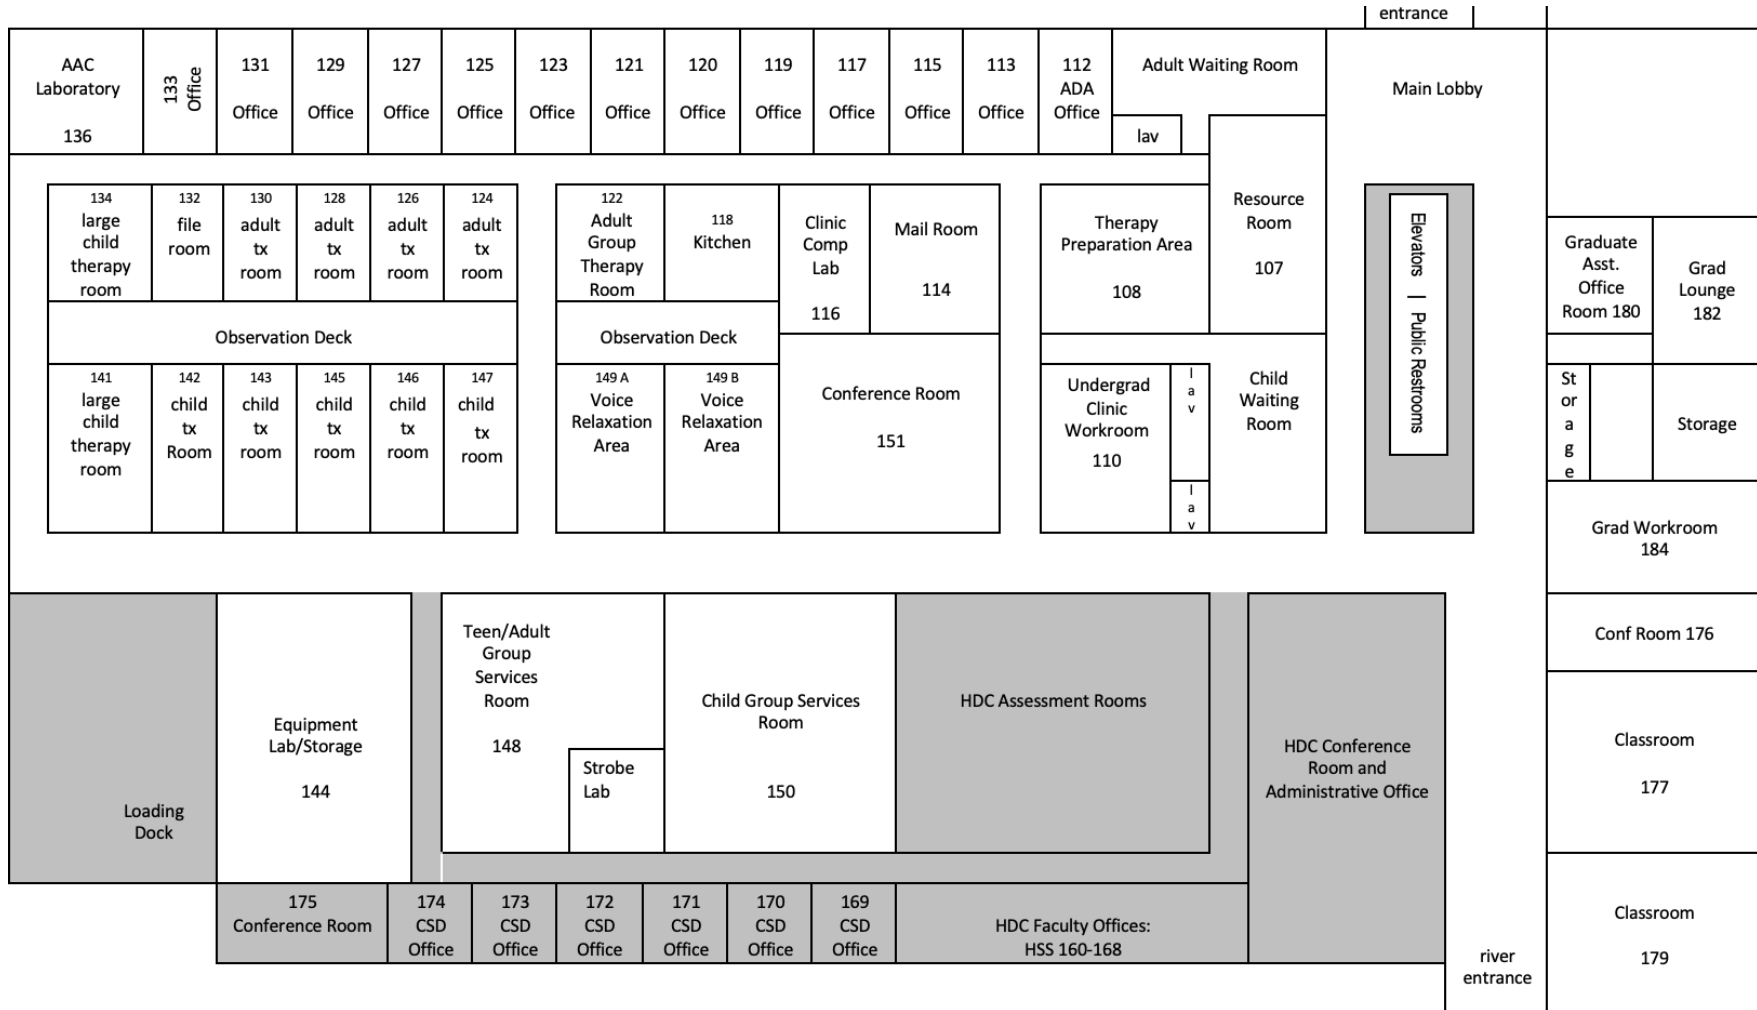 entrance
AAC
Laboratory
136
133
Office
131
Office
129
Office
127
Office
125
Office
123
Office
121
Office
120
Office
119
Office
117
Office
115
Office
113
Office
112
ADA
Office
Adult Waiting Room
lav
Main Lobby
134
large
child
therapy
room
132
file
room
130
adult
tx
room
128
adult
tx
room
126
adult
tx
room
124
adult
tx
room
122
Adult
Group
Therapy
Room
118
Kitchen
Clinic
Comp
Lab
116
Mail Room
114
Therapy
Preparation Area
108
Resource
Room
107
Elevators | Public Restrooms
Graduate
Asst.
Office
Room 180
Grad
Lounge
182
Observation Deck
Observation Deck
141
large
child
therapy
room
142
child
tx
Room
143
child
tx
room
145
child
tx
room
146
child
tx
room
147
child
tx
room
149 A
Voice
Relaxation
Area
149 B
Voice
Relaxation
Area
Conference Room
151
Undergrad
Clinic
Workroom
110
l
a
v
l
a
v
Child
Waiting
Room
St
or
a
g
e
Storage
Grad Workroom
184
Equipment
Lab/Storage
144
Teen/Adult
Group
Services
Room
148
Strobe
Lab
Child Group Services
Room
150
HDC Assessment Rooms
HDC Conference
Room and
Administrative Office
Conf Room 176
Classroom
177
Loading
Dock
175
Conference Room
174
CSD
Office
173
CSD
Office
172
CSD
Office
171
CSD
Office
170
CSD
Office
169
CSD
Office
HDC Faculty Offices:
HSS 160-168
river
entrance
Classroom
179